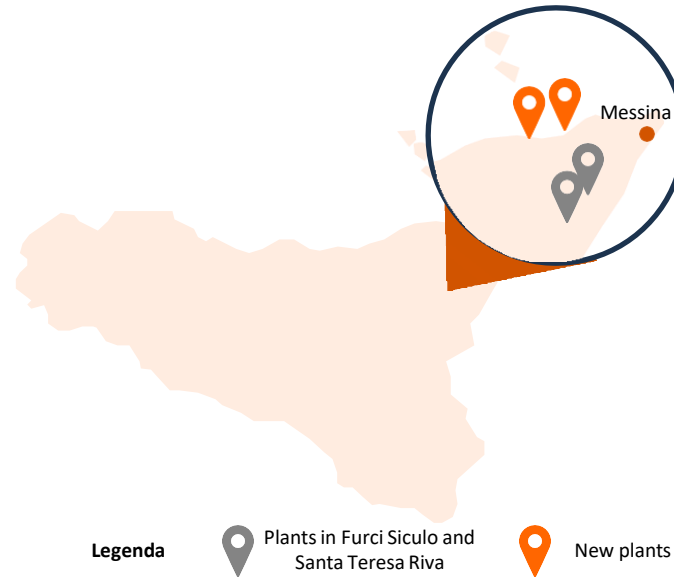 Messina
Legenda
Plants in Furci Siculo and
Santa Teresa Riva
New plants